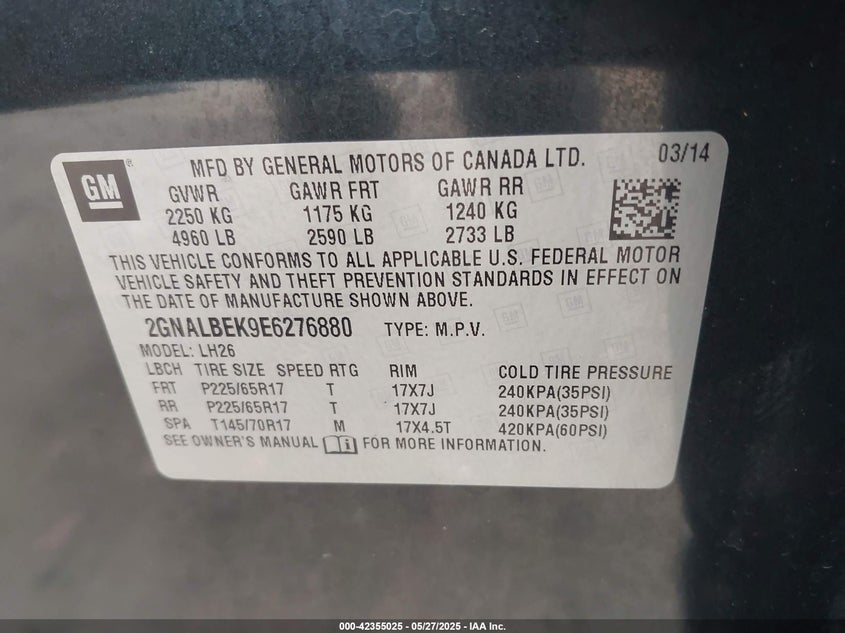 GM
MFD BY GENERAL MOTORS OF CANADA LTD. 03/14
GVWR GAWR FRT GAWR RR
2250 KG 1175 KG 1240 KG
4960 LB 2590 LB 2733 LB
THIS VEHICLE CONFORMS TO ALL APPLICABLE U.S. FEDERAL MOTOR
VEHICLE SAFETY AND THEFT PREVENTION STANDARDS IN EFFECT ON
THE DATE OF MANUFACTURE SHOWN ABOVE.
2GNALBEK9E6276880 TYPE: M.P.V.
MODEL: LH26
LBCH TIRE SIZE SPEED RTG RIM COLD TIRE PRESSURE
FRT P225/65R17 T 17X7J 240KPA(35PSI)
RR P225/65R17 T 17X7J 240KPA(35PSI)
SPA T145/70R17 M 17X4.5T 420KPA(60PSI)
SEE OWNER'S MANUAL FOR MORE INFORMATION.
000-42355025 - 05/27/2025 - IAA Inc.